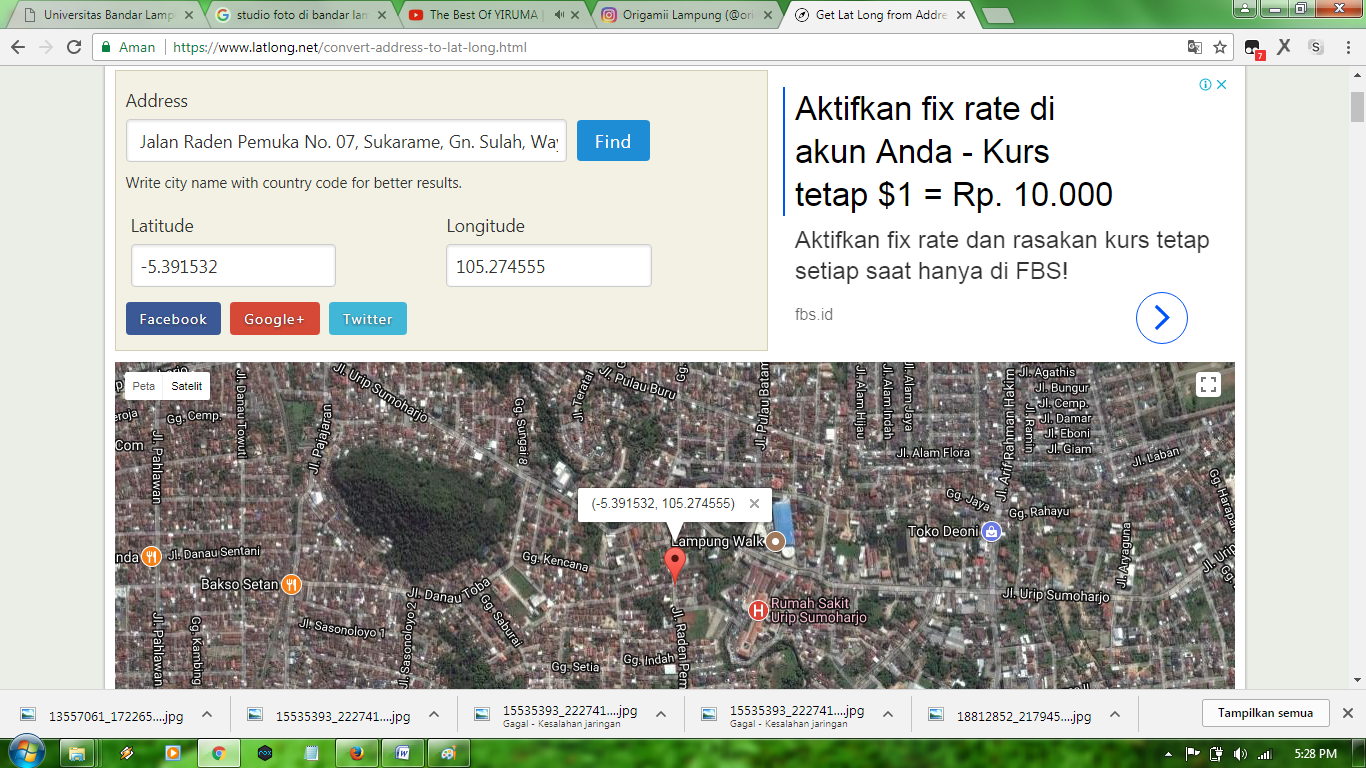 Universitas Bandar Lamp
studio foto di bandar lan
The Best Of YIRUMA |
Origamii Lampung (@ori
Get Lat Long from Addre
Aman
https://www.latlong.net/convert-address-to-lat-long.html
7
Address
Jalan Raden Pemuka No. 07, Sukarame, Gn. Sulah, Way
Find
Write city name with country code for better results.
Latitude
Longitude
-5.391532
105.274555
Facebook
Google+
Twitter
Aktifkan fix rate di
akun Anda - Kurs
tetap $1 = Rp. 10.000
Aktifkan fix rate dan rasakan kurs tetap
setiap saat hanya di FBS!
fbs.id
Peta
Satelit
Jl. Urip Sumoharjo
Jl. Teratai
Jl. Pulau Buru
Gg.
Jl. Pulau Batam
Jl. Alam Hijau
Jl. Alam Indah
Jl. Alam Jaya
Jl. Arif Rahman Hakim
Jl. Agathis
Jl. Bungur
Jl. Cemp.
Jl. Damar
Jl. Ramin
Jl. Eboni
Jl. Giam
Jl. Laban
Jl. Danau Towuti
Gg. Cemp.
eroja
Com
Jl. Pahlawan
Jl. Pajajaran
Gg. Sungai 8
Jl. Alam Flora
Gg. Jaya
Gg. Rahayu
Gg. Harapan
(-5.391532, 105.274555)
Lampung Walk
Toko Deoni
nda
Jl. Danau Sentani
Bakso Setan
Gg. Kencana
Jl. Danau Toba
Gg. Saburai
Jl. Aryaguna
Jl. Urip
Jl. Urip Sumoharjo
Rumah Sakit
Urip Sumoharjo
Jl. Sasonoloyo 1
Jl. Sasonoloyo 2
Jl. Pahlawan
Gg. Kambing
Gg. Setia
Gg. Indah
Jl. Raden Pem
13557061_172265....jpg
15535393_222741....jpg
15535393_222741....jpg
Gagal - Kesalahan jaringan
15535393_222741....jpg
Gagal - Kesalahan jaringan
18812852_217945....jpg
Tampilkan semua
5:28 PM